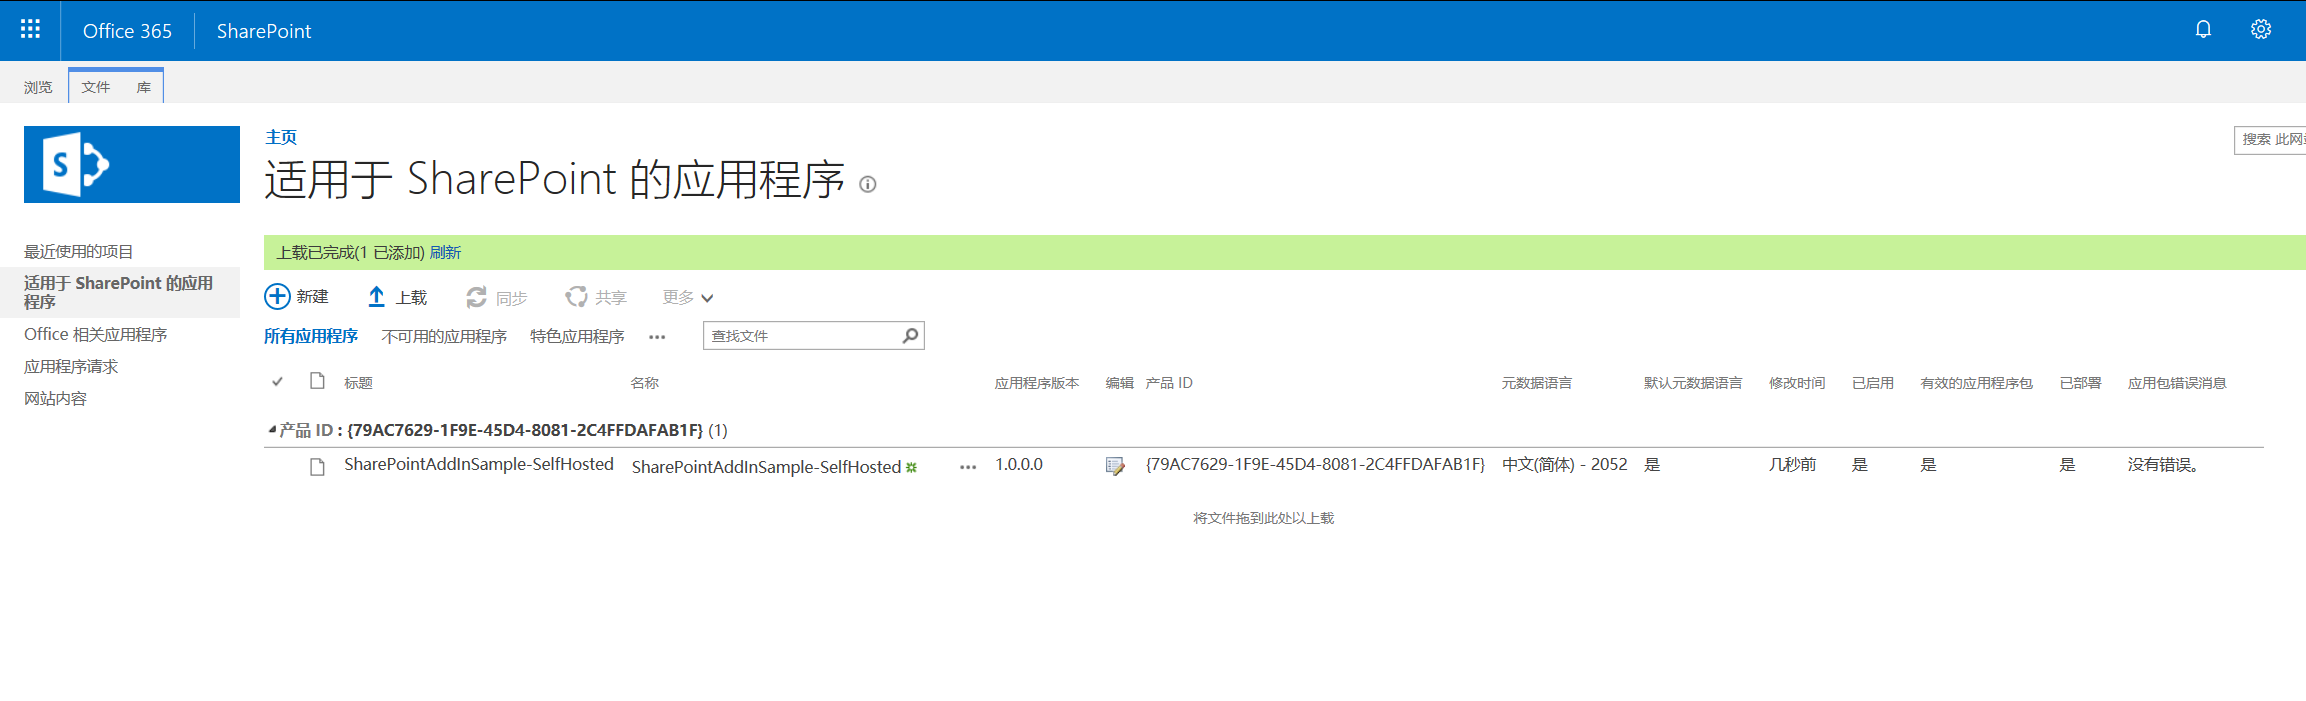 Office 365 SharePoint
浏览 文件 库
S
主页
适用于 SharePoint 的应用程序
搜索 此网
上载已完成(1 已添加) 刷新
最近使用的项目
适用于 SharePoint 的应用
程序
Office 相关应用程序
应用程序请求
网站内容
新建 上载 同步 共享 更多
所有应用程序 不可用的应用程序 特色应用程序 ··· 查找文件
标题 名称 应用程序版本 编辑 产品 ID 元数据语言 默认元数据语言 修改时间 已启用 有效的应用程序包 已部署 应用包错误消息
产品 ID : {79AC7629-1F9E-45D4-8081-2C4FFDAFAB1F} (1)
SharePointAddInSample-SelfHosted SharePointAddInSample-SelfHosted ··· 1.0.0.0 {79AC7629-1F9E-45D4-8081-2C4FFDAFAB1F} 中文(简体) - 2052 是 几秒前 是 是 是 没有错误。
将文件拖到此处以上载